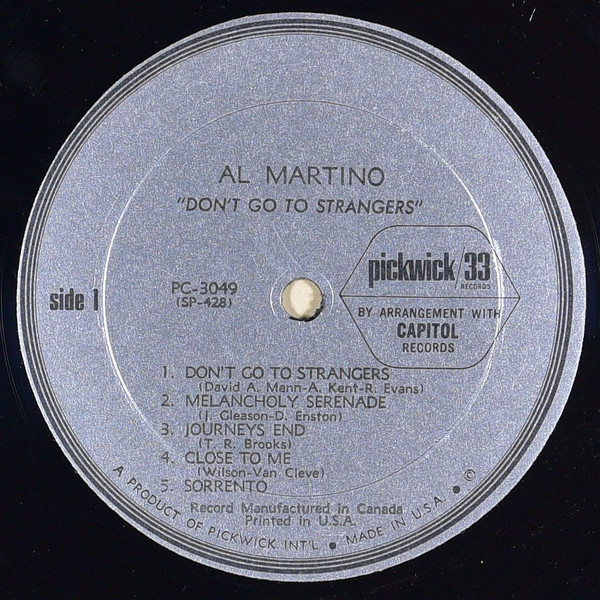 AL MARTINO
"DON'T GO TO STRANGERS"
pickwick/33
RECORDS
side 1
PC-3049
(SP-428)
BY ARRANGEMENT WITH
CAPITOL
RECORDS
1. DON'T GO TO STRANGERS
(David A. Mann-A. Kent-R. Evans)
2. MELANCHOLY SERENADE
(J. Gleason-D. Enston)
3. JOURNEYS END
(T. R. Brooks)
4. CLOSE TO ME
(Wilson-Van Cleve)
5. SORRENTO
Record Manufactured in Canada
Printed in U.S.A.
A PRODUCT OF PICKWICK INT'L ● MADE IN U.S.A. ● ℗